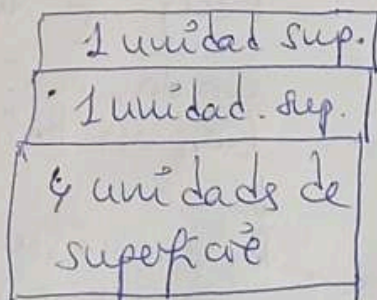 1 unidad sup.
1 unidad. sup.
4 unidads de
superficie